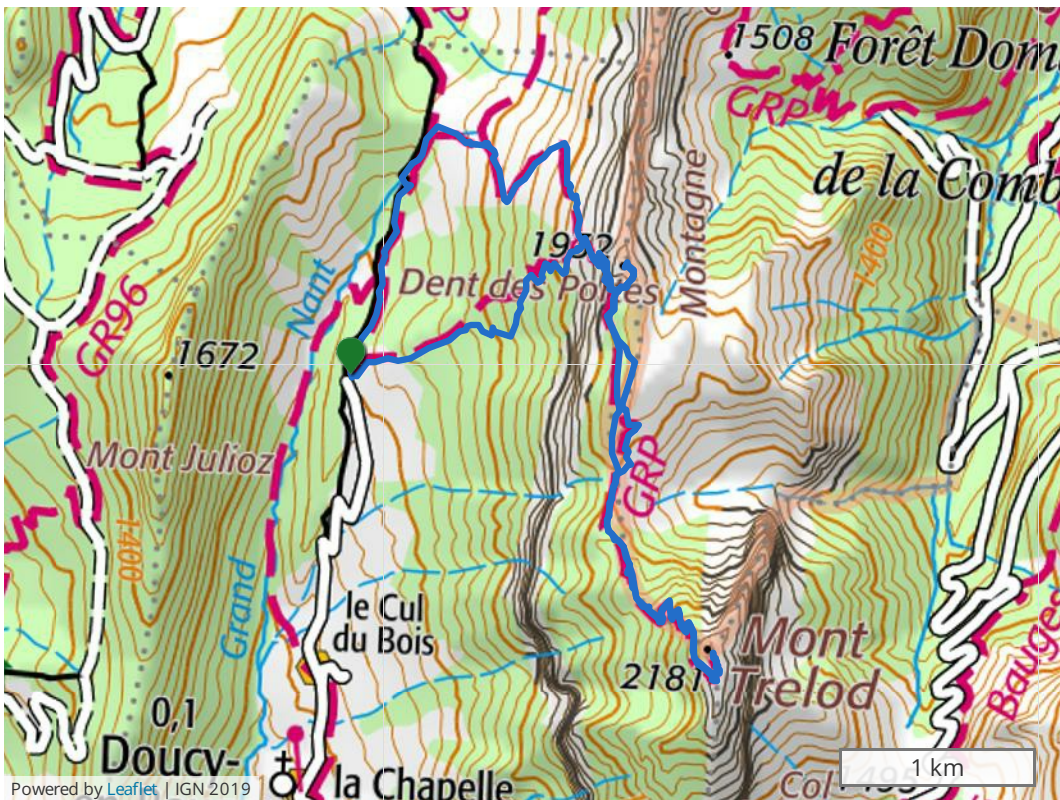 1508 Forêt Dom
GRP
de la Comb
Montagne
1400
1952
Dent des Portes
Nant
GR96
1672
Mont Julioz
GRP
1400
Grand
le Cul
du Bois
Mont
Trelod
2181
Bauge
0,1
Doucy-
la Chapelle
Col
1495
1 km
Powered by Leaflet | IGN 2019